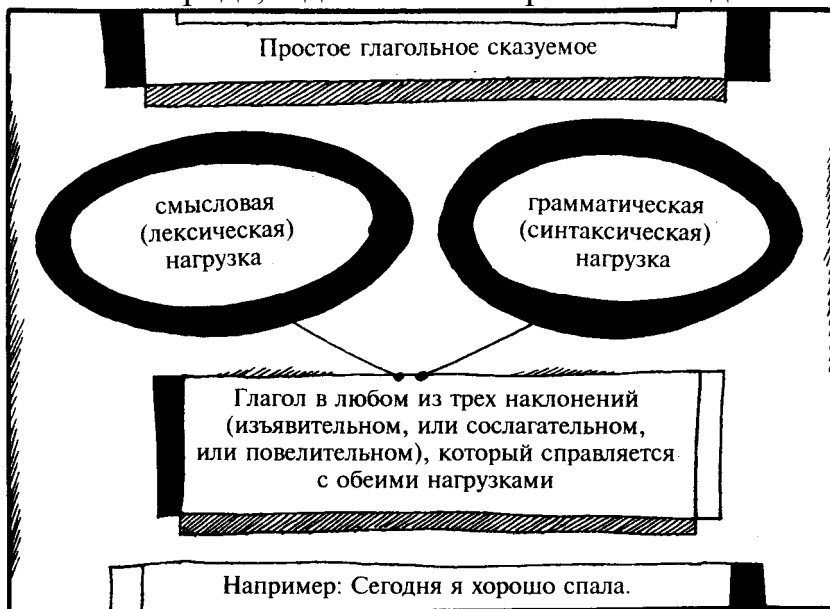 Простое глагольное сказуемое
смысловая
(лексическая)
нагрузка
грамматическая
(синтаксическая)
нагрузка
Глагол в любом из трех наклонений
(изъявительном, или сослагательном,
или повелительном), который справляется
с обеими нагрузками
Например: Сегодня я хорошо спала.